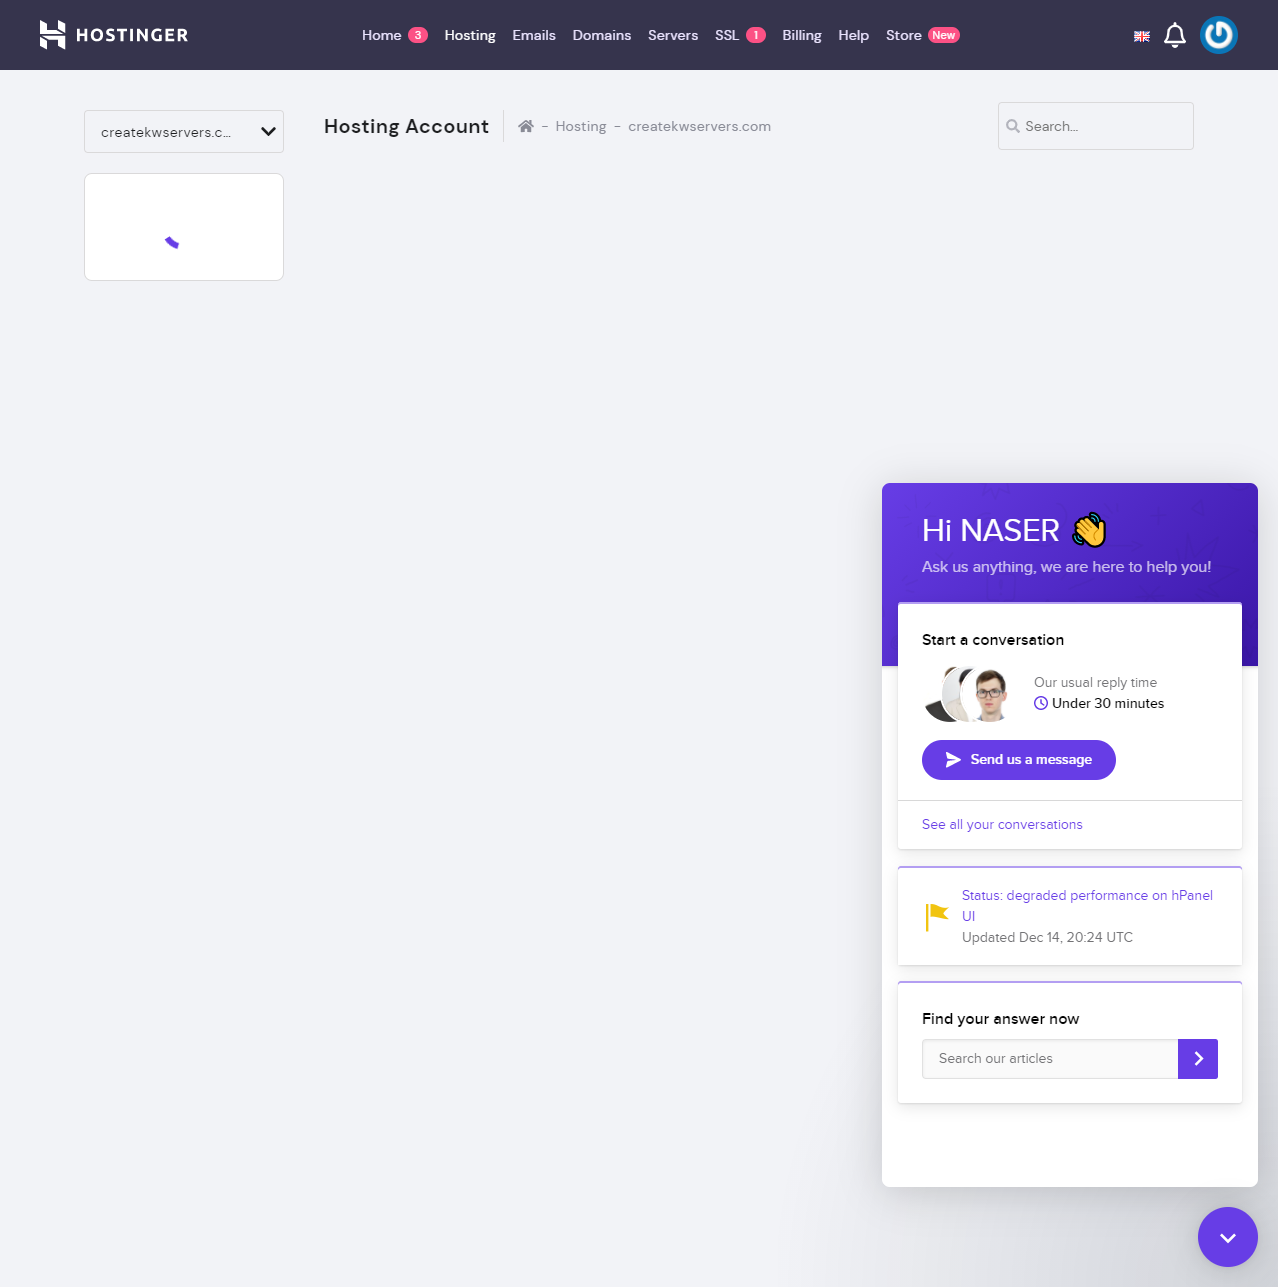 HOSTINGER
Home 3 Hosting Emails Domains Servers SSL 1 Billing Help Store New
createkwservers.c...
Hosting Account
- Hosting - createkwservers.com
Search...
Hi NASER
Ask us anything, we are here to help you!
Start a conversation
Our usual reply time
Under 30 minutes
Send us a message
See all your conversations
Status: degraded performance on hPanel
UI
Updated Dec 14, 20:24 UTC
Find your answer now
Search our articles